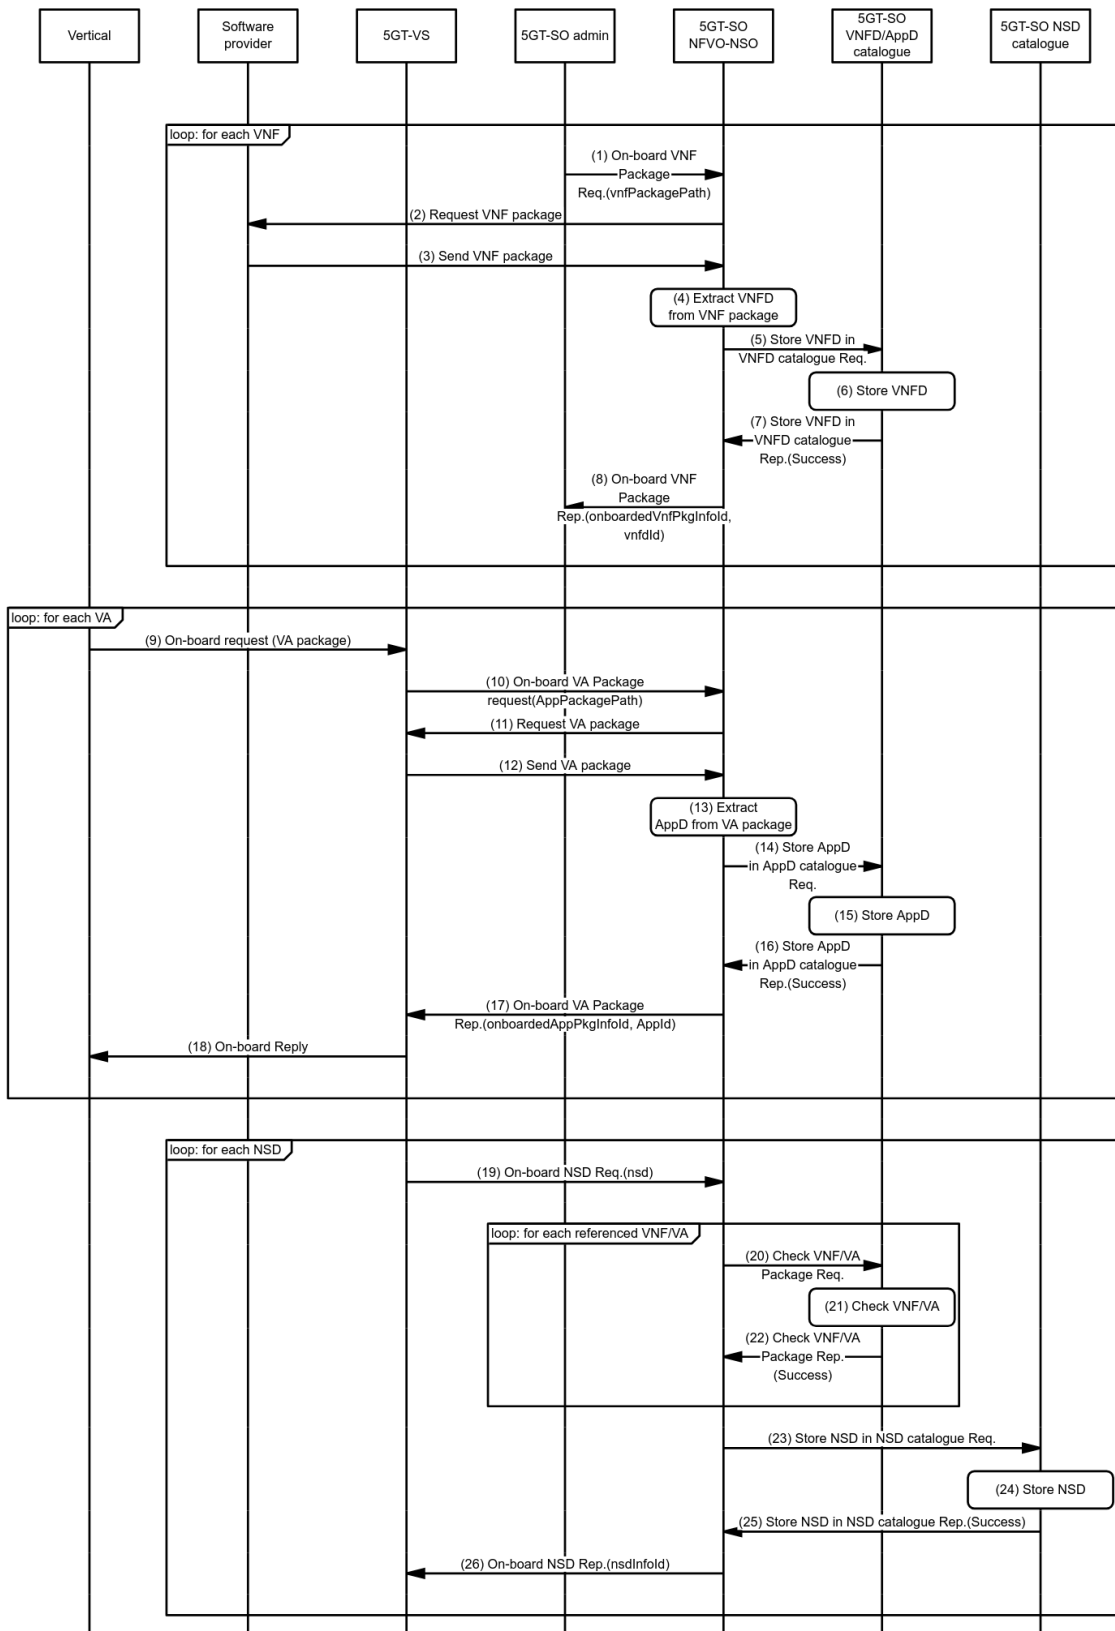 Vertical
Software
provider
5GT-VS
5GT-SO admin
5GT-SO
NFVO-NSO
5GT-SO
VNFD/AppD
catalogue
5GT-SO NSD
catalogue
loop: for each VNF
(1) On-board VNF
Package
Req.(vnfPackagePath)
(2) Request VNF package
(3) Send VNF package
(4) Extract VNFD
from VNF package
(5) Store VNFD in
VNFD catalogue Req.
(6) Store VNFD
(7) Store VNFD in
VNFD catalogue
Rep.(Success)
(8) On-board VNF
Package
Rep.(onboardedVnfPkgInfoId,
vnfdId)
loop: for each VA
(9) On-board request (VA package)
(10) On-board VA Package
request(AppPackagePath)
(11) Request VA package
(12) Send VA package
(13) Extract
AppD from VA package
(14) Store AppD
in AppD catalogue
Req.
(15) Store AppD
(16) Store AppD
in AppD catalogue
Rep.(Success)
(17) On-board VA Package
Rep.(onboardedAppPkgInfoId, AppId)
(18) On-board Reply
loop: for each NSD
(19) On-board NSD Req.(nsd)
loop: for each referenced VNF/VA
(20) Check VNF/VA
Package Req.
(21) Check VNF/VA
(22) Check VNF/VA
Package Rep.
(Success)
(23) Store NSD in NSD catalogue Req.
(24) Store NSD
(25) Store NSD in NSD catalogue Rep.(Success)
(26) On-board NSD Rep.(nsdInfoId)